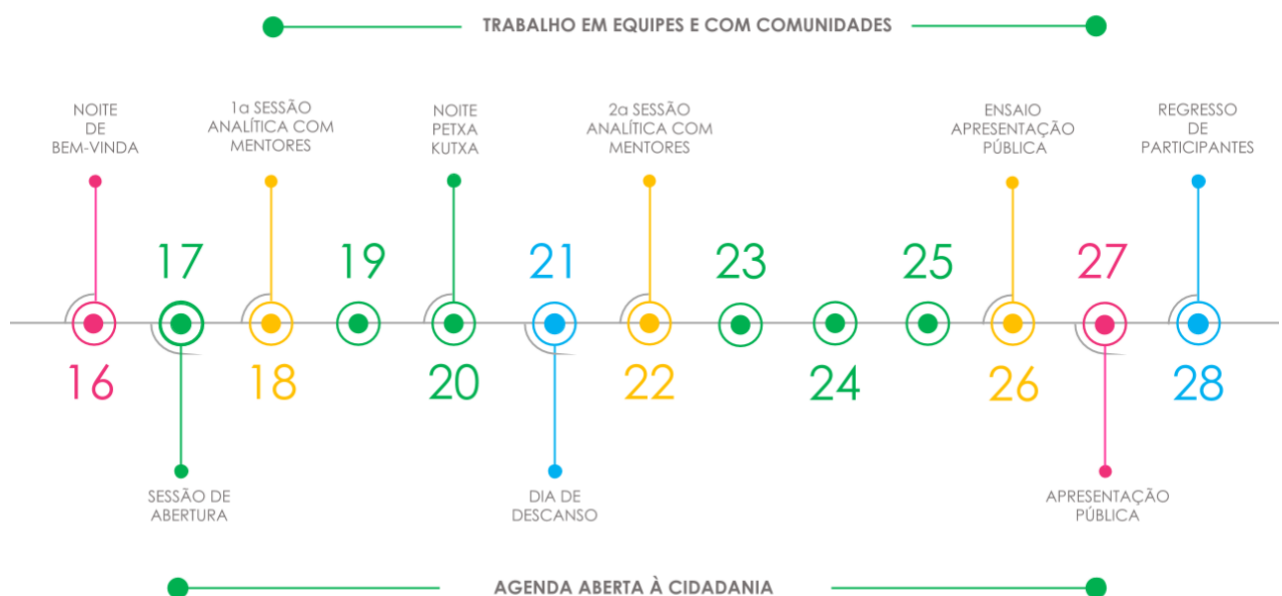 TRABALHO EM EQUIPES E COM COMUNIDADES
NOITE
DE
BEM-VINDA
1a SESSÃO
ANALÍTICA COM
MENTORES
NOITE
PETXA
KUTXA
2a SESSÃO
ANALÍTICA COM
MENTORES
ENSAIO
APRESENTAÇÃO
PÚBLICA
REGRESSO
DE
PARTICIPANTES
17
19
21
23
25
27
16
18
20
22
24
26
28
SESSÃO DE
ABERTURA
DIA DE
DESCANSO
APRESENTAÇÃO
PÚBLICA
AGENDA ABERTA À CIDADANIA